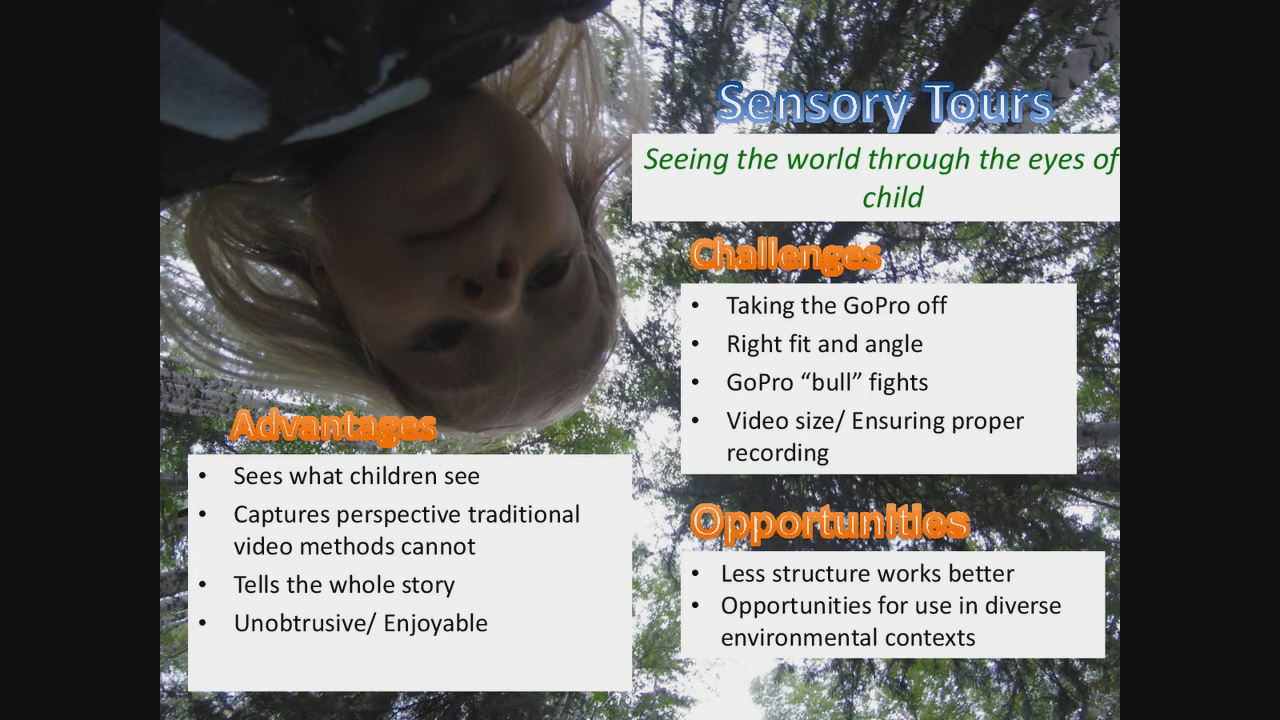 Sensory Tours
Seeing the world through the eyes of
child
Challenges
• Taking the GoPro off
• Right fit and angle
• GoPro “bull” fights
• Video size/ Ensuring proper
recording
Advantages
• Sees what children see
• Captures perspective traditional
video methods cannot
• Tells the whole story
• Unobtrusive/ Enjoyable
Opportunities
• Less structure works better
• Opportunities for use in diverse
environmental contexts